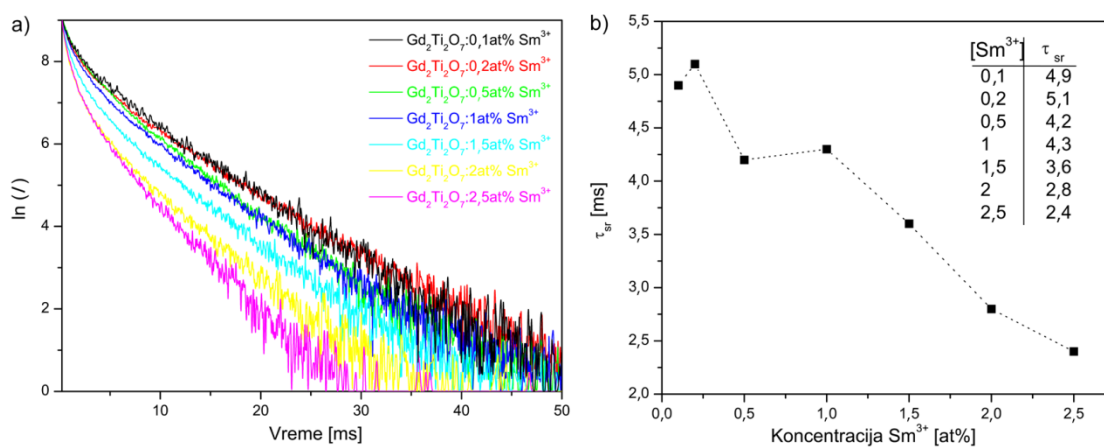 a)
ln (I)
8
6
4
2
0
10
20
30
40
50
Vreme [ms]
Gd₂Ti₂O₇:0,1at% Sm³⁺
Gd₂Ti₂O₇:0,2at% Sm³⁺
Gd₂Ti₂O₇:0,5at% Sm³⁺
Gd₂Ti₂O₇:1at% Sm³⁺
Gd₂Ti₂O₇:1,5at% Sm³⁺
Gd₂Ti₂O₇:2at% Sm³⁺
Gd₂Ti₂O₇:2,5at% Sm³⁺
b)
τsr [ms]
5,5
5,0
4,5
4,0
3,5
3,0
2,5
2,0
0,0
0,5
1,0
1,5
2,0
2,5
Koncentracija Sm³⁺ [at%]
[Sm³⁺] τsr
0,1 4,9
0,2 5,1
0,5 4,2
1 4,3
1,5 3,6
2 2,8
2,5 2,4